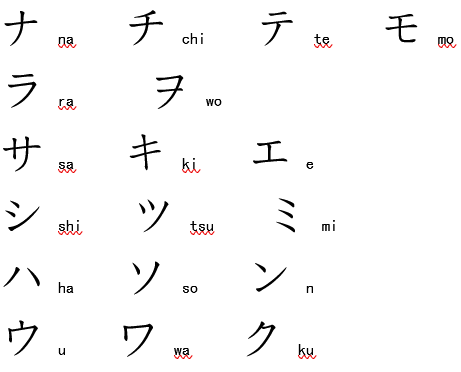 ナ na チ chi テ te モ mo
ラ ra ヲ wo
サ sa キ ki エ e
シ shi ツ tsu ミ mi
ハ ha ソ so ン n
ウ u ワ wa ク ku